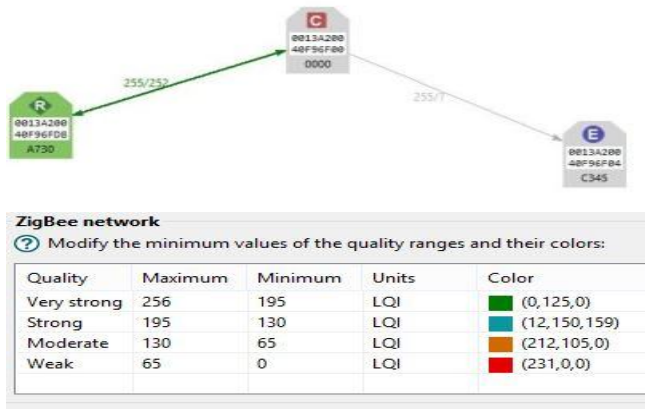 C
0013A200
40F96F00
0000
255/252
255/?
R
0013A200
40F96FDB
A730
E
0013A200
40F96F04
C345
ZigBee network
? Modify the minimum values of the quality ranges and their colors:
Quality Maximum Minimum Units Color
Very strong 256 195 LQI (0,125,0)
Strong 195 130 LQI (12,150,159)
Moderate 130 65 LQI (212,105,0)
Weak 65 0 LQI (231,0,0)